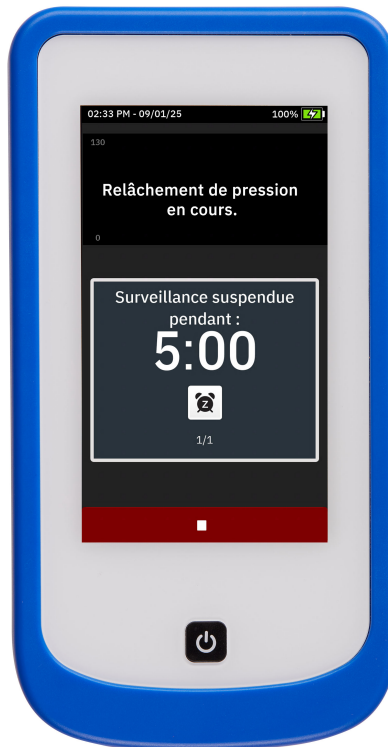 02:33 PM - 09/01/25 100%
130
Relâchement de pression
en cours.
0
Surveillance suspendue
pendant :
5:00
Z
1/1